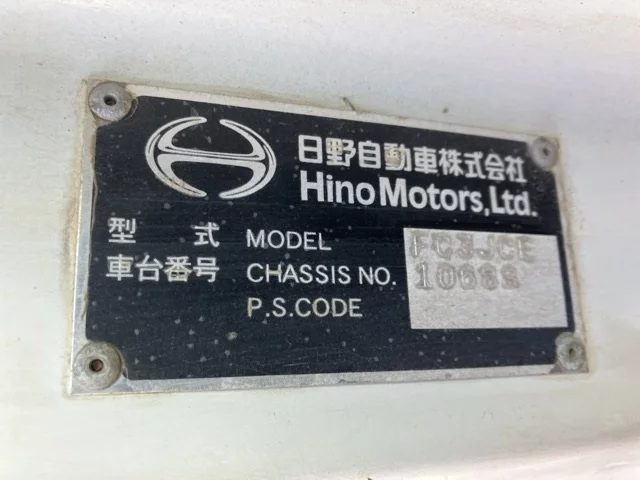 日野自動車株式会社
Hino Motors, Ltd.
型 式 MODEL FC3JCE
車台番号 CHASSIS NO.
P.S.CODE